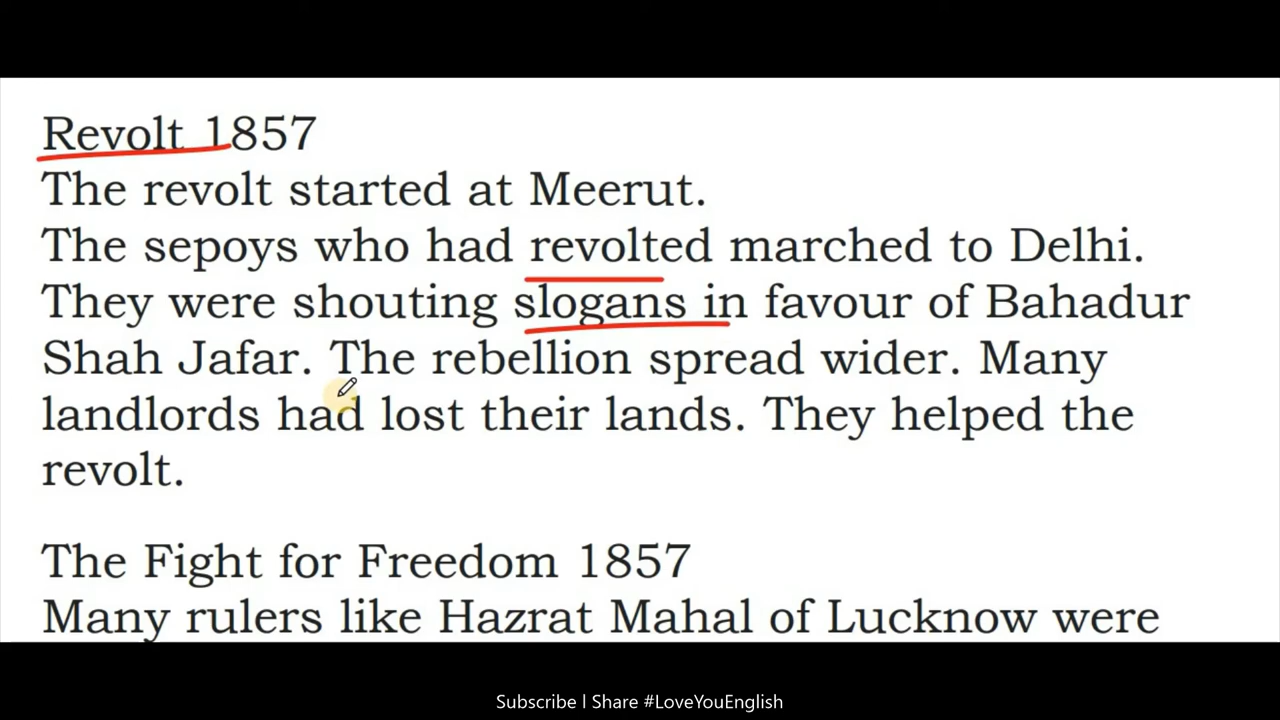 Revolt 1857
The revolt started at Meerut.
The sepoys who had revolted marched to Delhi.
They were shouting slogans in favour of Bahadur
Shah Jafar. The rebellion spread wider. Many
landlords had lost their lands. They helped the
revolt.
The Fight for Freedom 1857
Many rulers like Hazrat Mahal of Lucknow were
Subscribe | Share #LoveYouEnglish